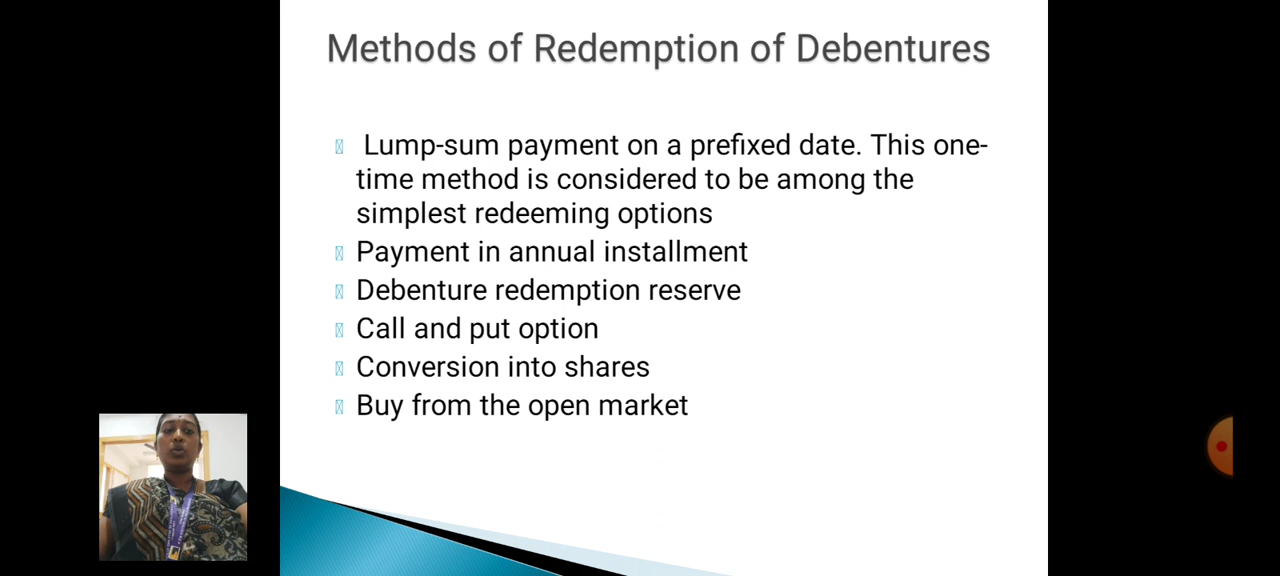 Methods of Redemption of Debentures
Lump-sum payment on a prefixed date. This one-
time method is considered to be among the
simplest redeeming options
Payment in annual installment
Debenture redemption reserve
Call and put option
Conversion into shares
Buy from the open market